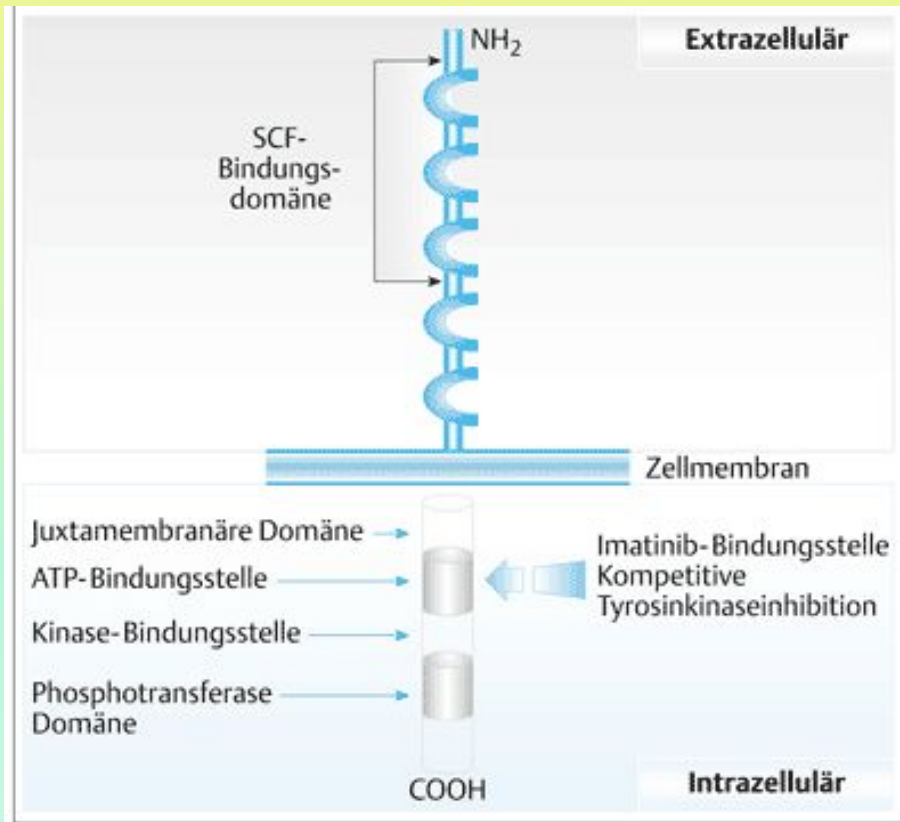 NH2
Extrazellulär
SCF-
Bindungs-
domäne
Zellmembran
Juxtamembranäre Domäne
ATP-Bindungsstelle
Kinase-Bindungsstelle
Phosphotransferase
Domäne
Imatinib-Bindungsstelle
Kompetitive
Tyrosinkinaseinhibition
COOH
Intrazellulär